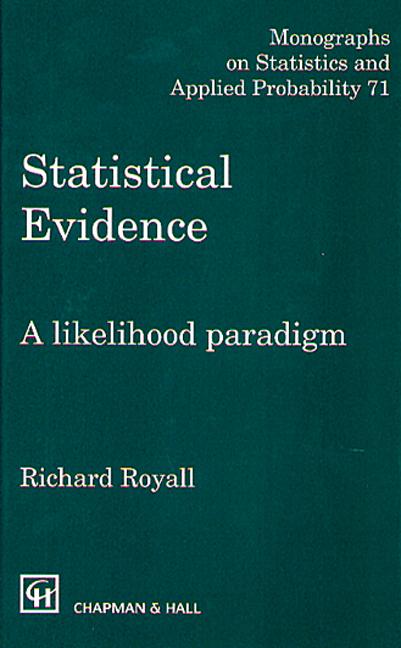 Monographs
on Statistics and
Applied Probability 71
Statistical
Evidence
A likelihood paradigm
Richard Royall
CH
CHAPMAN & HALL